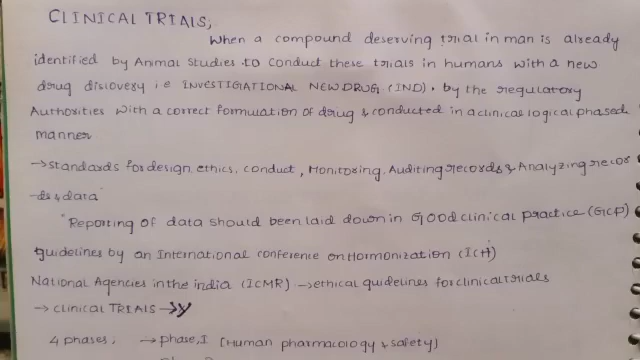 CLINICAL TRIALS,
When a compound deserving trial in man is already
identified by Animal Studies to conduct these trials in humans with a new
drug discovery i.e INVESTIGATIONAL NEW DRUG (IND). by the regulatory
Authorities with a correct formulation of drug & conducted in a clinical logical phased
manner
→ standards for design, ethics, conduct, Monitoring, Auditing records & Analyzing recor
-ds & data
"Reporting of data should been laid down in GOOD clinical practice (GCP)
guidelines by an International conference on Hormonization (ICH)
National Agencies in the india (ICMR) → ethical guidelines for clinical trials
→ CLINICAL TRIALS →
4 phases; → phase, I [Human pharmacology & safety)